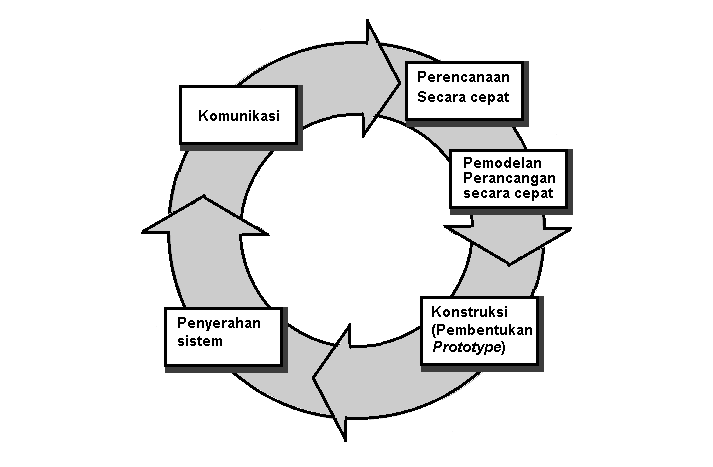 Komunikasi
Perencanaan
Secara cepat
Pemodelan
Perancangan
secara cepat
Konstruksi
(Pembentukan
Prototype)
Penyerahan
sistem